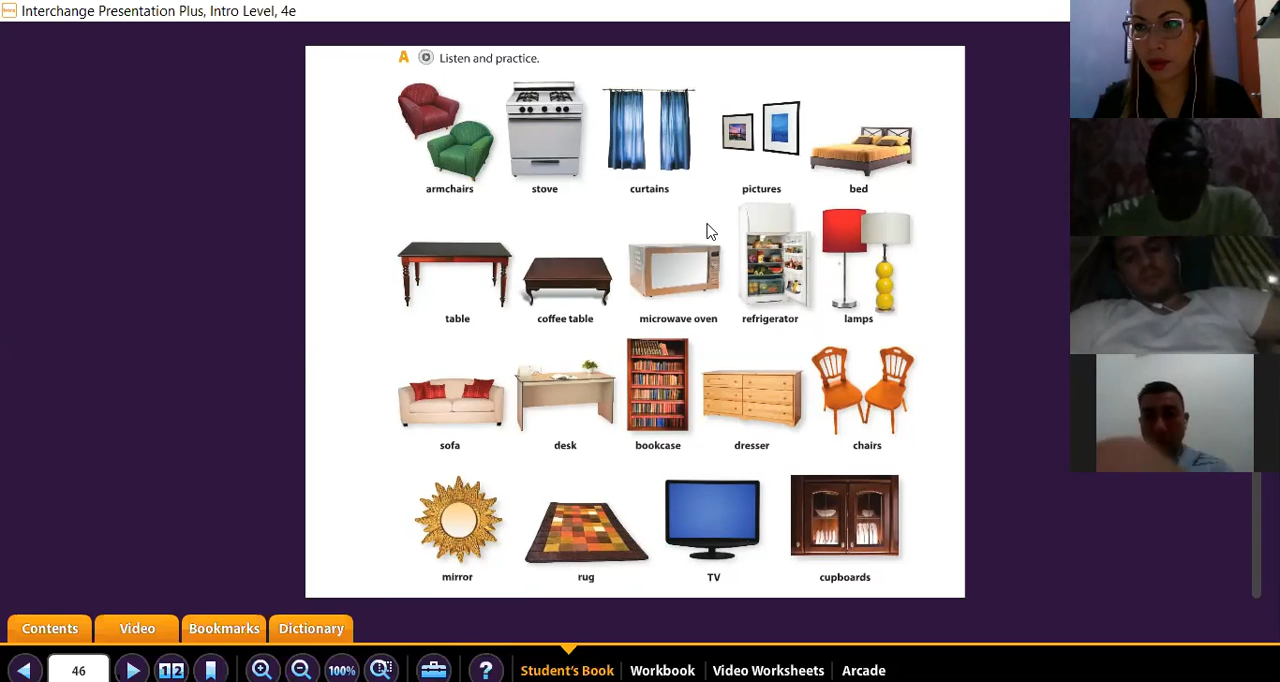 Interchange Presentation Plus, Intro Level, 4e
A Listen and practice.
armchairs stove curtains pictures bed
table coffee table microwave oven refrigerator lamps
sofa desk bookcase dresser chairs
mirror rug TV cupboards
Contents Video Bookmarks Dictionary
46 1 2 100% ? Student's Book Workbook Video Worksheets Arcade